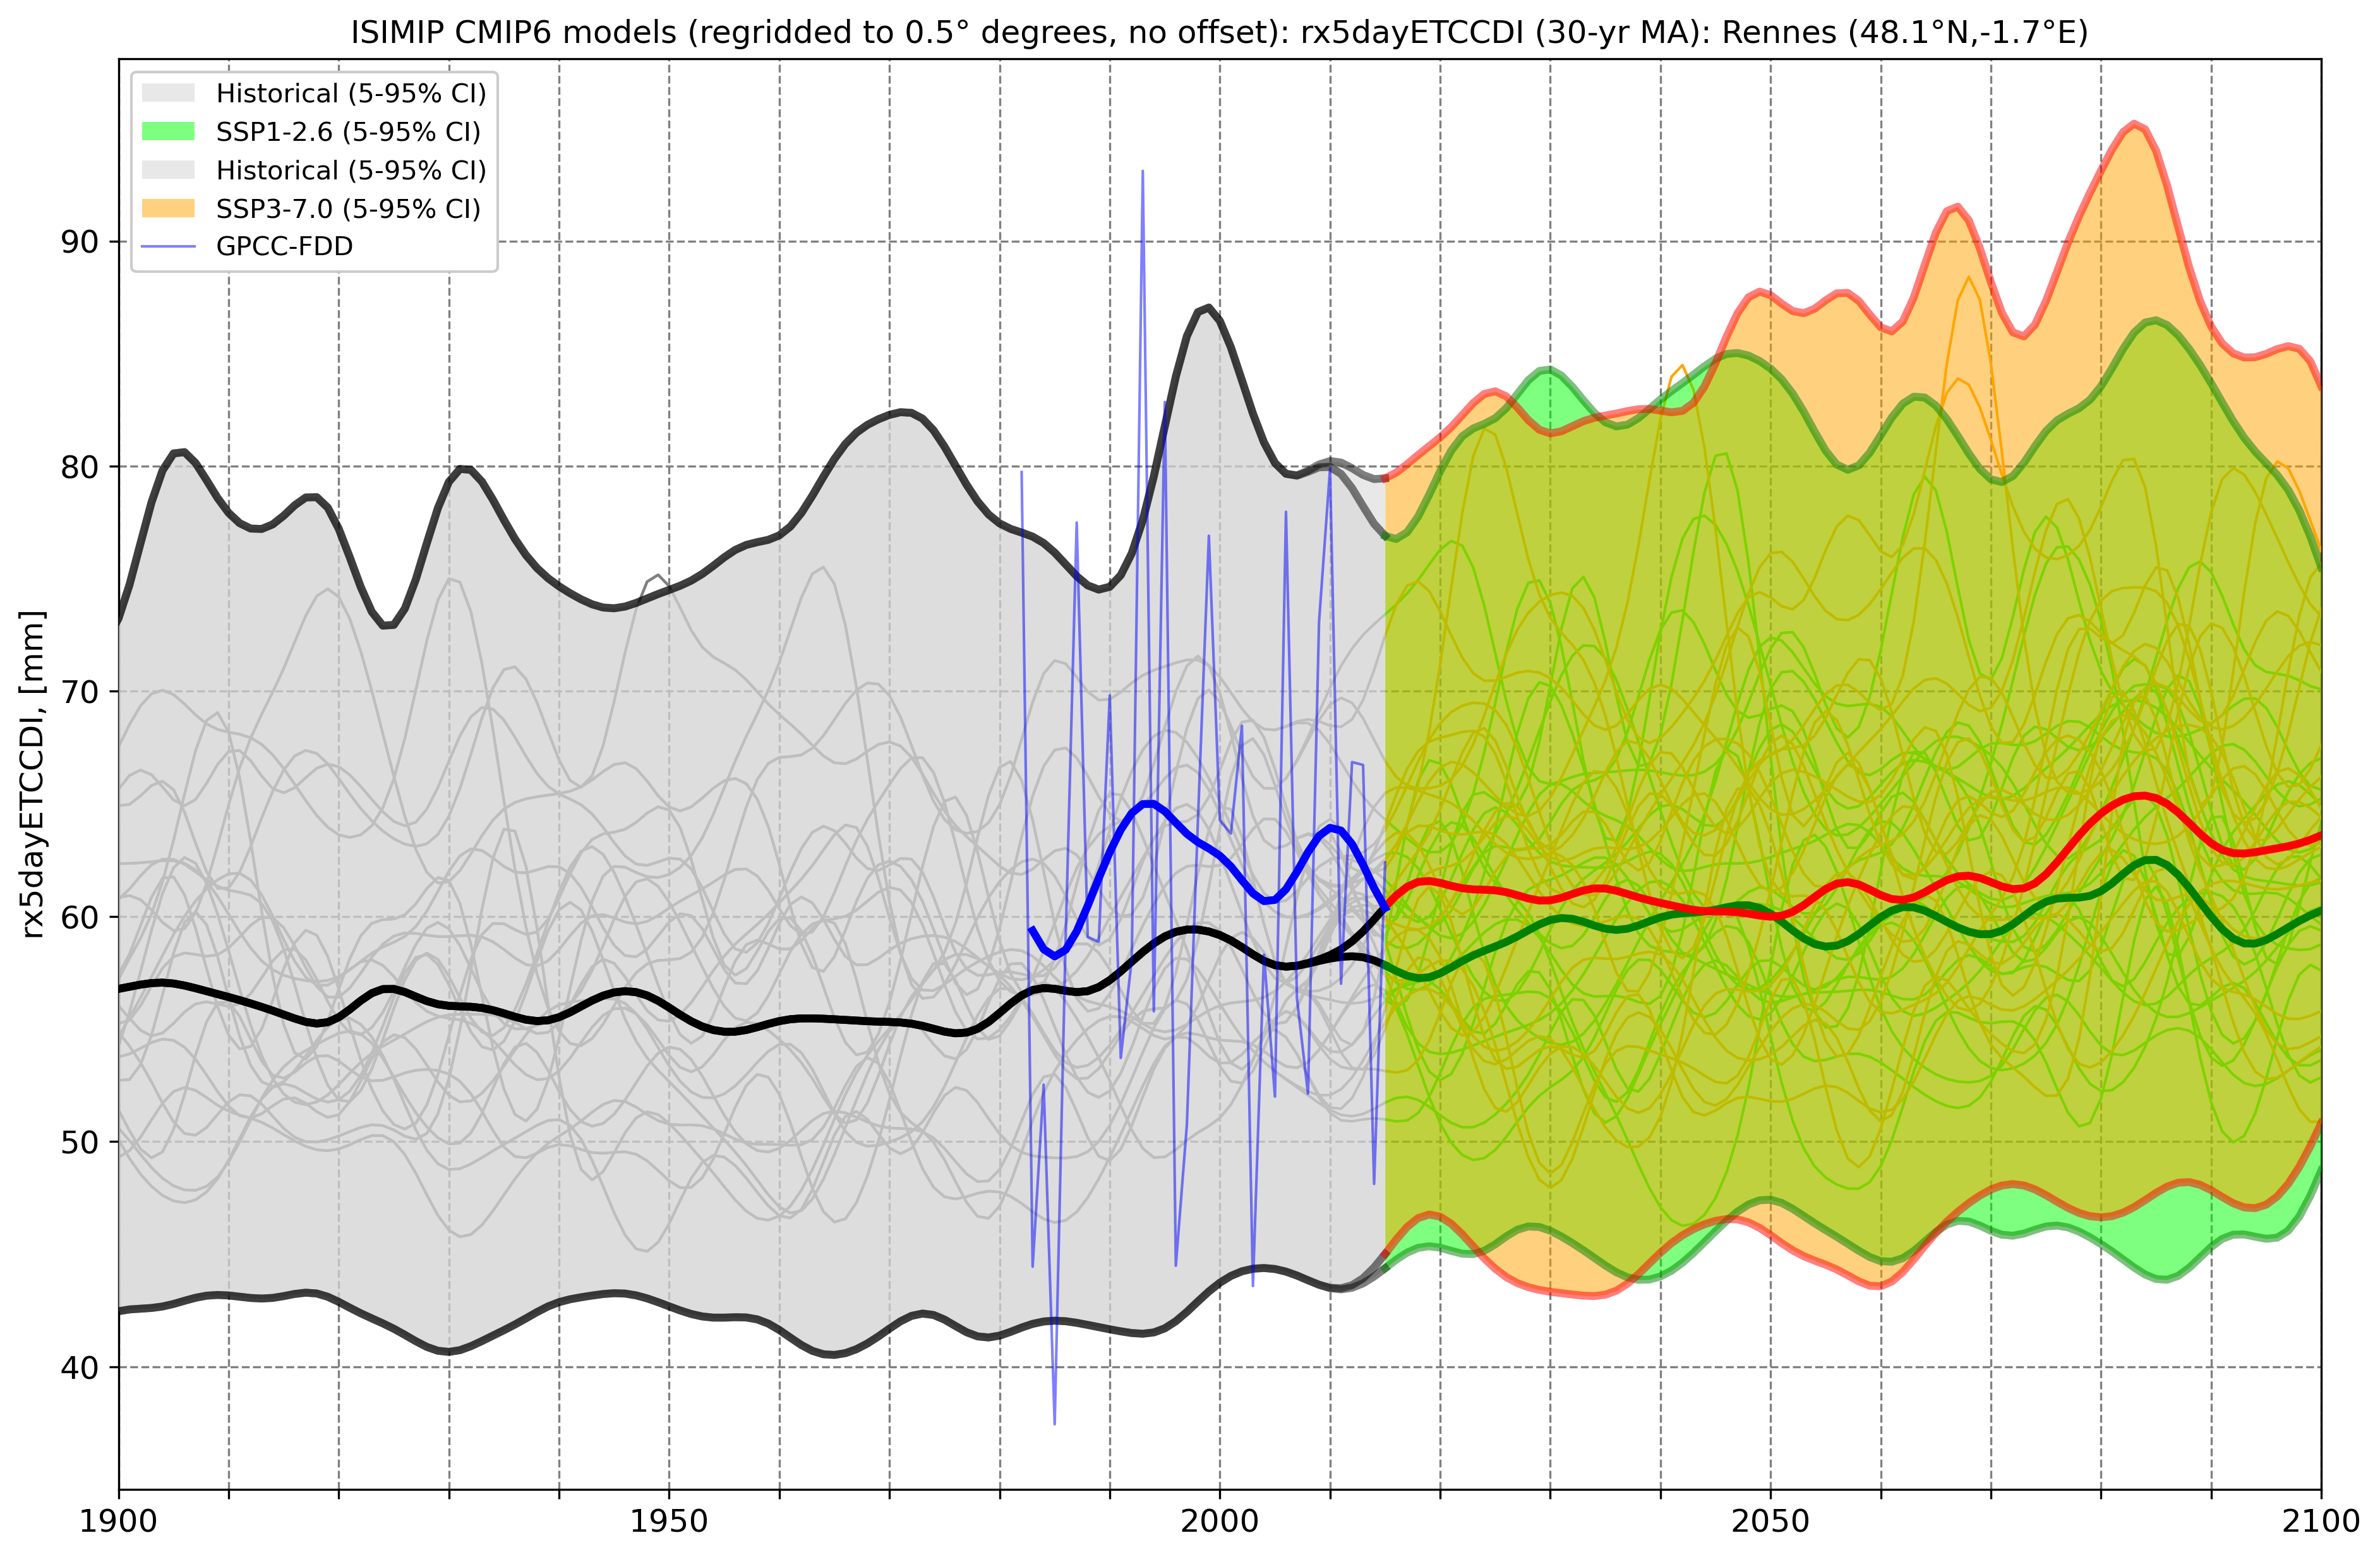 ISIMIP CMIP6 models (regridded to 0.5° degrees, no offset): rx5dayETCCDI (30-yr MA): Rennes (48.1°N,-1.7°E)
Historical (5-95% CI)
SSP1-2.6 (5-95% CI)
Historical (5-95% CI)
SSP3-7.0 (5-95% CI)
GPCC-FDD
rx5dayETCCDI, [mm]
90
80
70
60
50
40
1900 1950 2000 2050 2100